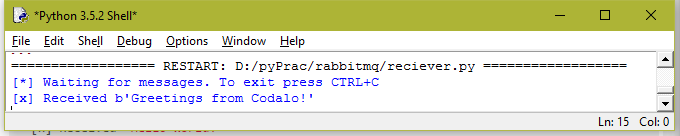 *Python 3.5.2 Shell*
File Edit Shell Debug Options Window Help
================== RESTART: D:/pyPrac/rabbitmq/reciever.py ==================
[*] Waiting for messages. To exit press CTRL+C
[x] Received b'Greetings from Codalo!'
Ln: 15 Col: 0